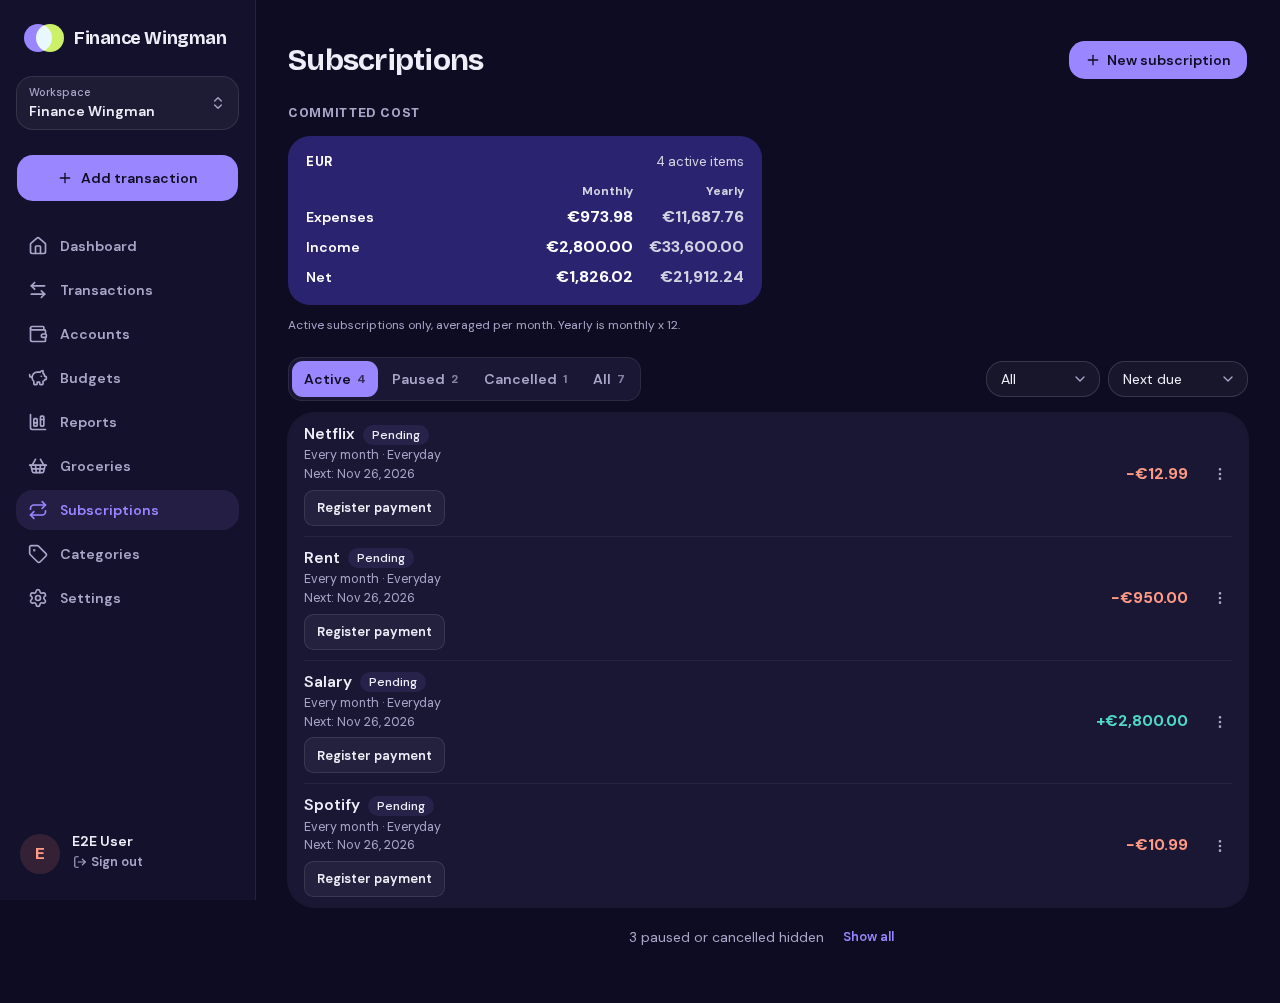 Finance Wingman
Workspace
Finance Wingman
Add transaction
Dashboard
Transactions
Accounts
Budgets
Reports
Groceries
Subscriptions
Categories
Settings
E
E2E User
Sign out
Subscriptions
New subscription
COMMITTED COST
EUR 4 active items
Monthly Yearly
Expenses €973.98 €11,687.76
Income €2,800.00 €33,600.00
Net €1,826.02 €21,912.24
Active subscriptions only, averaged per month. Yearly is monthly x 12.
Active 4 Paused 2 Cancelled 1 All 7 All Next due
Netflix Pending
Every month · Everyday
Next: Nov 26, 2026
-€12.99
Register payment
Rent Pending
Every month · Everyday
Next: Nov 26, 2026
-€950.00
Register payment
Salary Pending
Every month · Everyday
Next: Nov 26, 2026
+€2,800.00
Register payment
Spotify Pending
Every month · Everyday
Next: Nov 26, 2026
-€10.99
Register payment
3 paused or cancelled hidden Show all